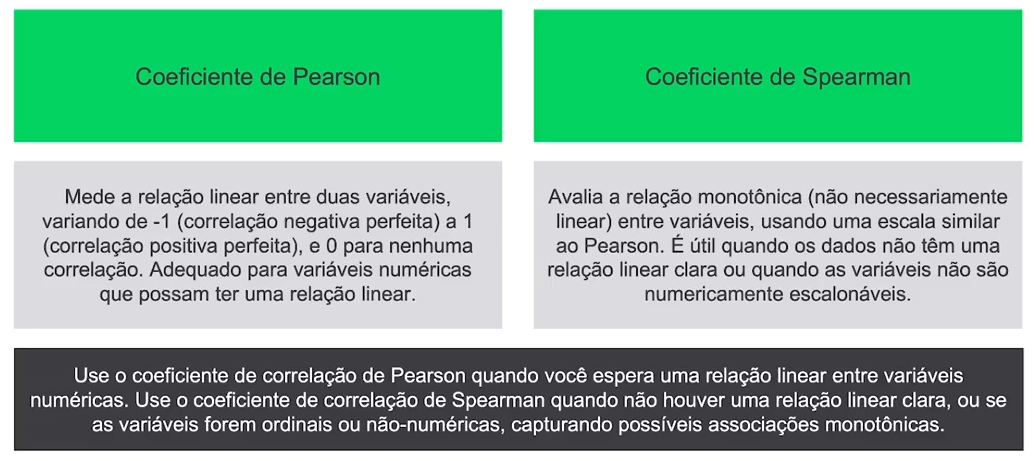 Coeficiente de Pearson
Coeficiente de Spearman
Mede a relação linear entre duas variáveis,
variando de -1 (correlação negativa perfeita) a 1
(correlação positiva perfeita), e 0 para nenhuma
correlação. Adequado para variáveis numéricas
que possam ter uma relação linear.
Avalia a relação monotônica (não necessariamente
linear) entre variáveis, usando uma escala similar
ao Pearson. É útil quando os dados não têm uma
relação linear clara ou quando as variáveis não são
numericamente escalonáveis.
Use o coeficiente de correlação de Pearson quando você espera uma relação linear entre variáveis
numéricas. Use o coeficiente de correlação de Spearman quando não houver uma relação linear clara, ou se
as variáveis forem ordinais ou não-numéricas, capturando possíveis associações monotônicas.